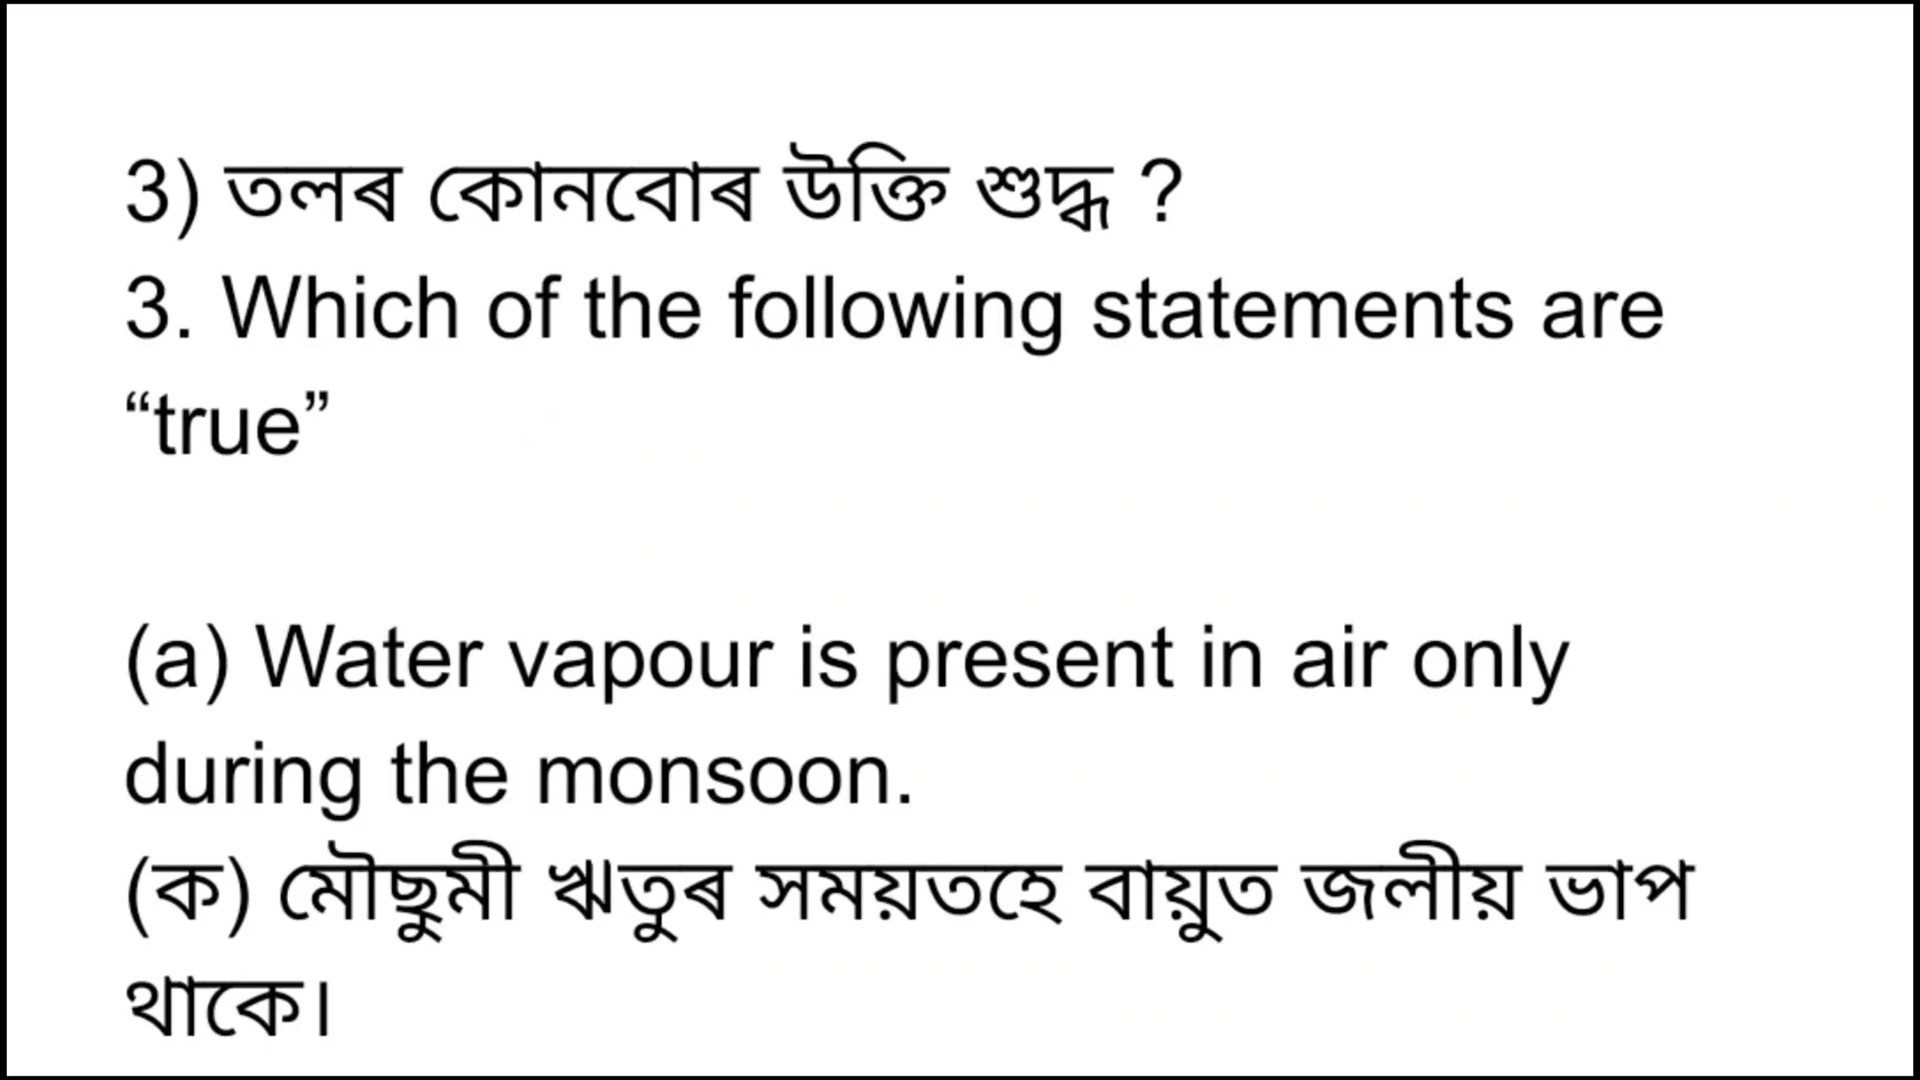 3) তলৰ কোনবোৰ উক্তি শুদ্ধ ?
3. Which of the following statements are
“true”
(a) Water vapour is present in air only
during the monsoon.
(ক) মৌছুমী ঋতুৰ সময়তহে বায়ুত জলীয় ভাপ
থাকে।